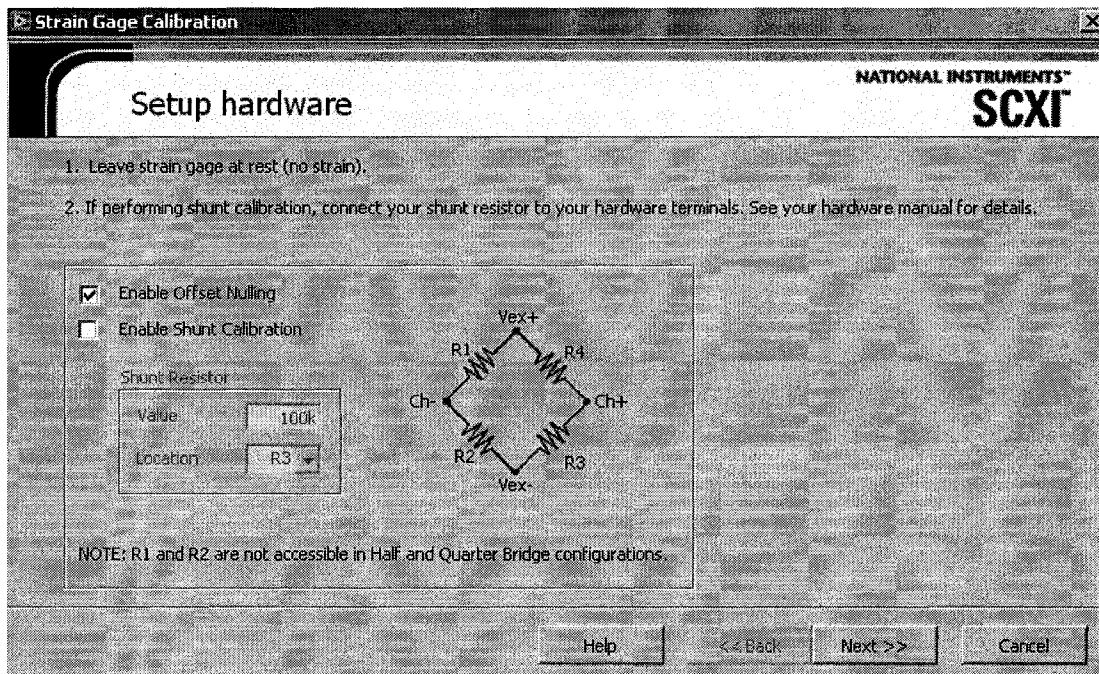 Strain Gage Calibration
NATIONAL INSTRUMENTS™
SCXI™
Setup hardware
1. Leave strain gage at rest (no strain).
2. If performing shunt calibration, connect your shunt resistor to your hardware terminals. See your hardware manual for details.
Enable Offset Nulling
Enable Shunt Calibration
Shunt Resistor
Value 100k
Location R3
Vex+
R1 R4
Ch- Ch+
R2 R3
Vex-
NOTE: R1 and R2 are not accessible in Half and Quarter Bridge configurations.
Help << Back Next >> Cancel